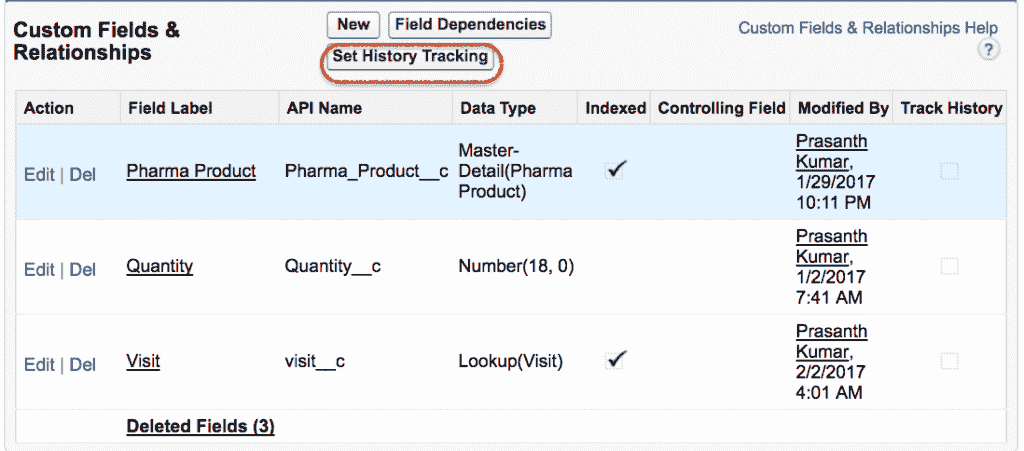 Custom Fields &
Relationships
New
Field Dependencies
Set History Tracking
Custom Fields & Relationships Help
?
Action Field Label API Name Data Type Indexed Controlling Field Modified By Track History
Edit | Del Pharma Product Pharma_Product__c Master-
Detail(Pharma
Product)
Prasanth
Kumar,
1/29/2017
10:11 PM
Edit | Del Quantity Quantity__c Number(18, 0)
Prasanth
Kumar,
1/2/2017
7:41 AM
Edit | Del Visit visit__c Lookup(Visit)
Prasanth
Kumar,
2/2/2017
4:01 AM
Deleted Fields (3)